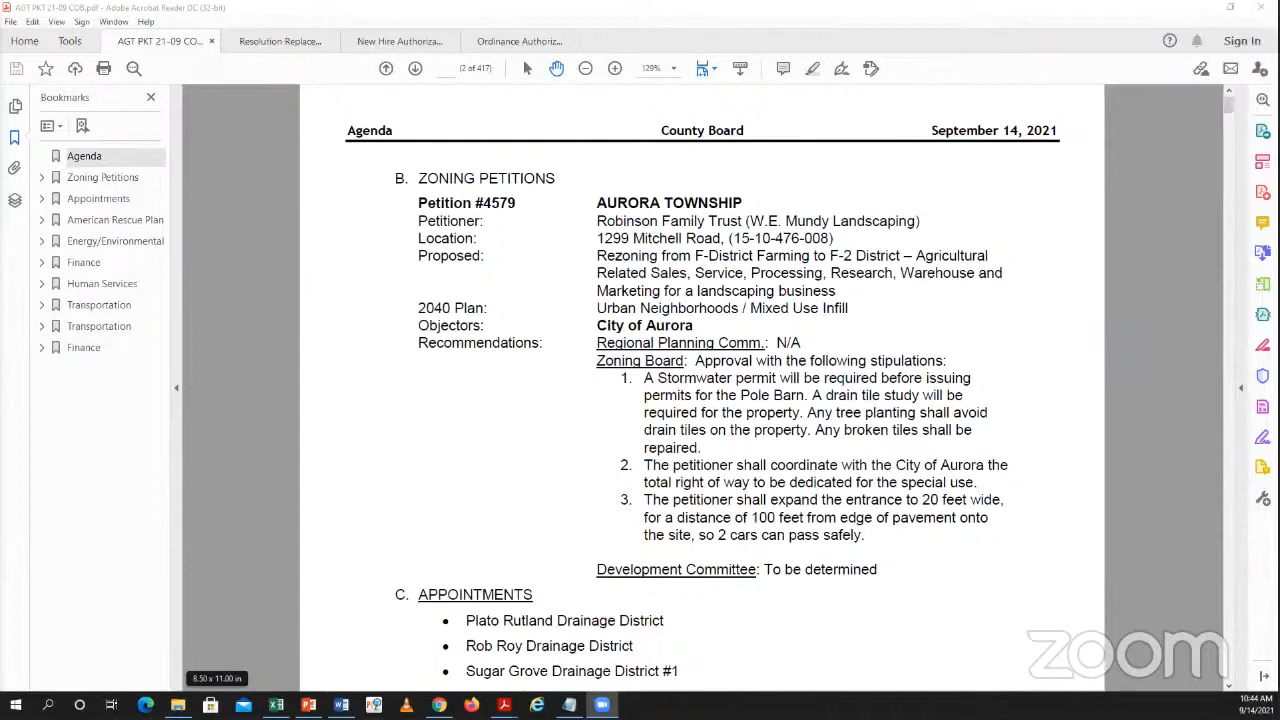 AGT PKT 21-09 COB.pdf - Adobe Acrobat Reader DC (32-bit)
File Edit View Sign Window Help
Home Tools AGT PKT 21-09 CO... × Resolution Replace... New Hire Authoriza... Ordinance Authoriz... Sign In
(2 of 417) 129%
Bookmarks
Agenda
Zoning Petitions
Appointments
American Rescue Plan
Energy/Environmental
Finance
Human Services
Transportation
Transportation
Finance
Agenda County Board September 14, 2021
B. ZONING PETITIONS
Petition #4579 AURORA TOWNSHIP
Petitioner: Robinson Family Trust (W.E. Mundy Landscaping)
Location: 1299 Mitchell Road, (15-10-476-008)
Proposed: Rezoning from F-District Farming to F-2 District – Agricultural
Related Sales, Service, Processing, Research, Warehouse and
Marketing for a landscaping business
2040 Plan: Urban Neighborhoods / Mixed Use Infill
Objectors: City of Aurora
Recommendations: Regional Planning Comm.: N/A
Zoning Board: Approval with the following stipulations:
1. A Stormwater permit will be required before issuing
permits for the Pole Barn. A drain tile study will be
required for the property. Any tree planting shall avoid
drain tiles on the property. Any broken tiles shall be
repaired.
2. The petitioner shall coordinate with the City of Aurora the
total right of way to be dedicated for the special use.
3. The petitioner shall expand the entrance to 20 feet wide,
for a distance of 100 feet from edge of pavement onto
the site, so 2 cars can pass safely.
Development Committee: To be determined
C. APPOINTMENTS
• Plato Rutland Drainage District
• Rob Roy Drainage District
• Sugar Grove Drainage District #1
zoom
8.50 x 11.00 in
10:44 AM
9/14/2021